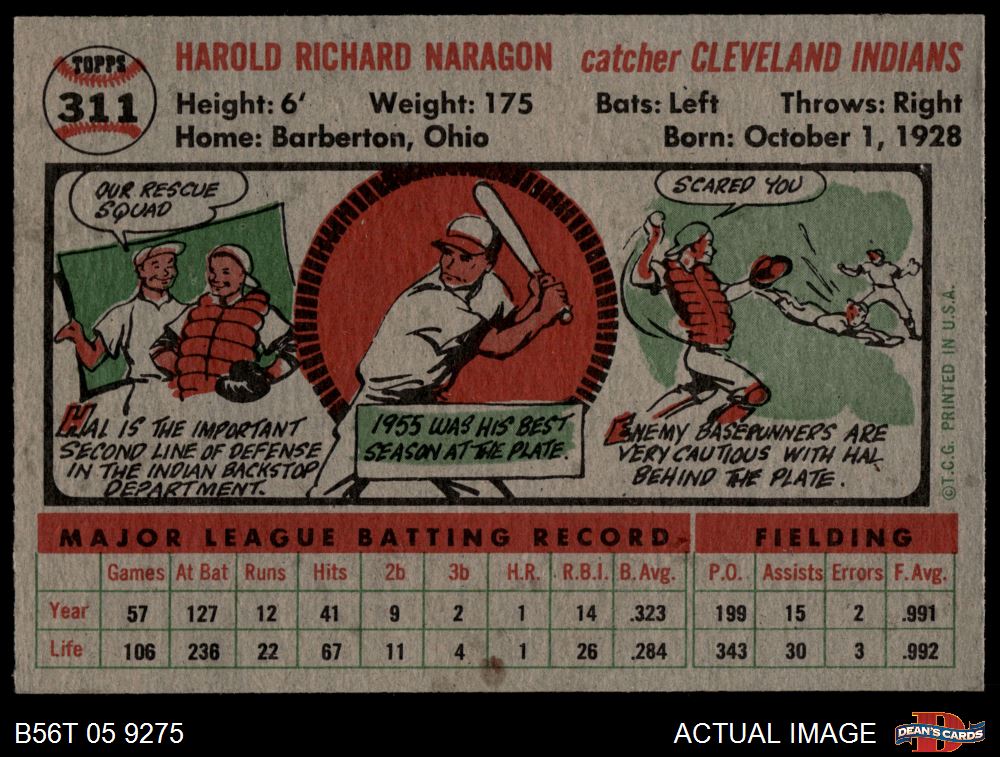 TOPPS
311
HAROLD RICHARD NARAGON catcher CLEVELAND INDIANS
Height: 6' Weight: 175 Bats: Left Throws: Right
Home: Barberton, Ohio Born: October 1, 1928
OUR RESCUE
SQUAD
HAL IS THE IMPORTANT
SECOND LINE OF DEFENSE
IN THE INDIAN BACKSTOP
DEPARTMENT.
1955 WAS HIS BEST
SEASON AT THE PLATE.
SCARED YOU
ENEMY BASERUNNERS ARE
VERY CAUTIOUS WITH HAL
BEHIND THE PLATE.
©T.C.G. PRINTED IN U.S.A.
MAJOR LEAGUE BATTING RECORD FIELDING
Games At Bat Runs Hits 2b 3b H.R. R.B.I. B. Avg. P.O. Assists Errors F. Avg.
Year 57 127 12 41 9 2 1 14 .323 199 15 2 .991
Life 106 236 22 67 11 4 1 26 .284 343 30 3 .992
B56T 05 9275 ACTUAL IMAGE
D
DEAN'S CARDS